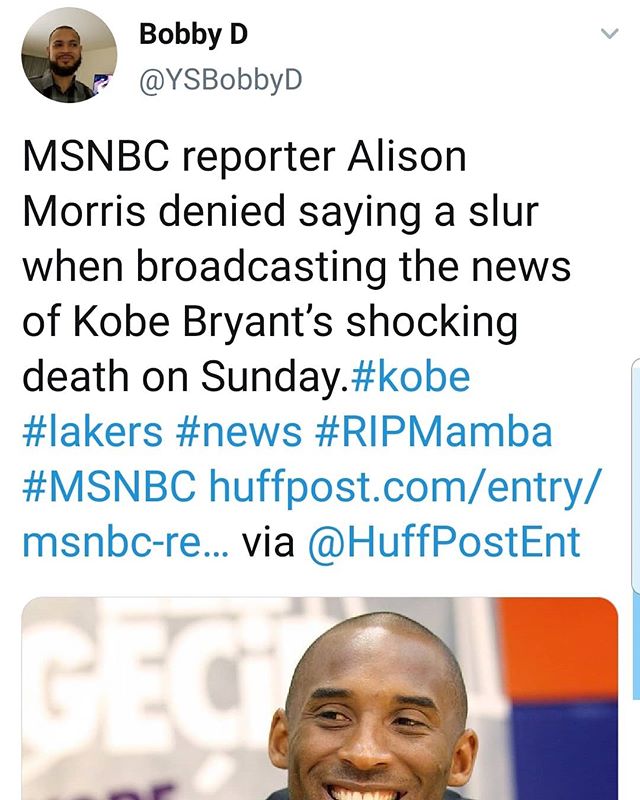 Bobby D
@YSBobbyD
MSNBC reporter Alison
Morris denied saying a slur
when broadcasting the news
of Kobe Bryant’s shocking
death on Sunday.#kobe
#lakers #news #RIPMamba
#MSNBC huffpost.com/entry/
msnbc-re… via @HuffPostEnt
GECİ